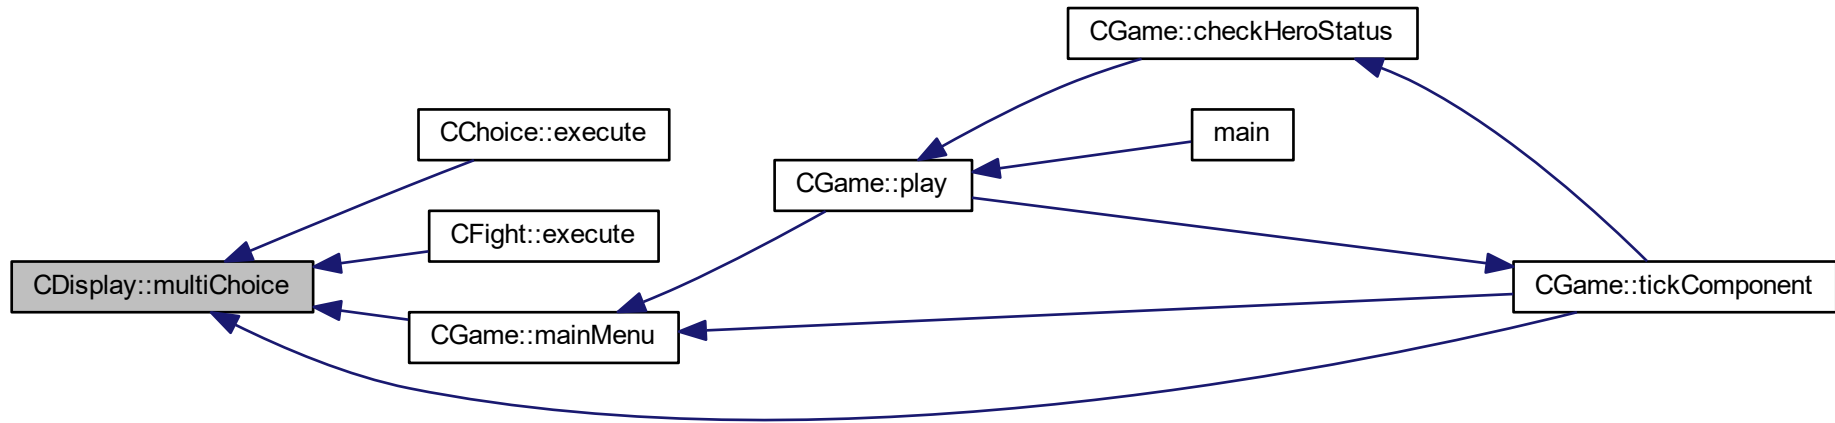 CGame::checkHeroStatus
CChoice::execute
main
CGame::play
CFight::execute
CDisplay::multiChoice
CGame::tickComponent
CGame::mainMenu